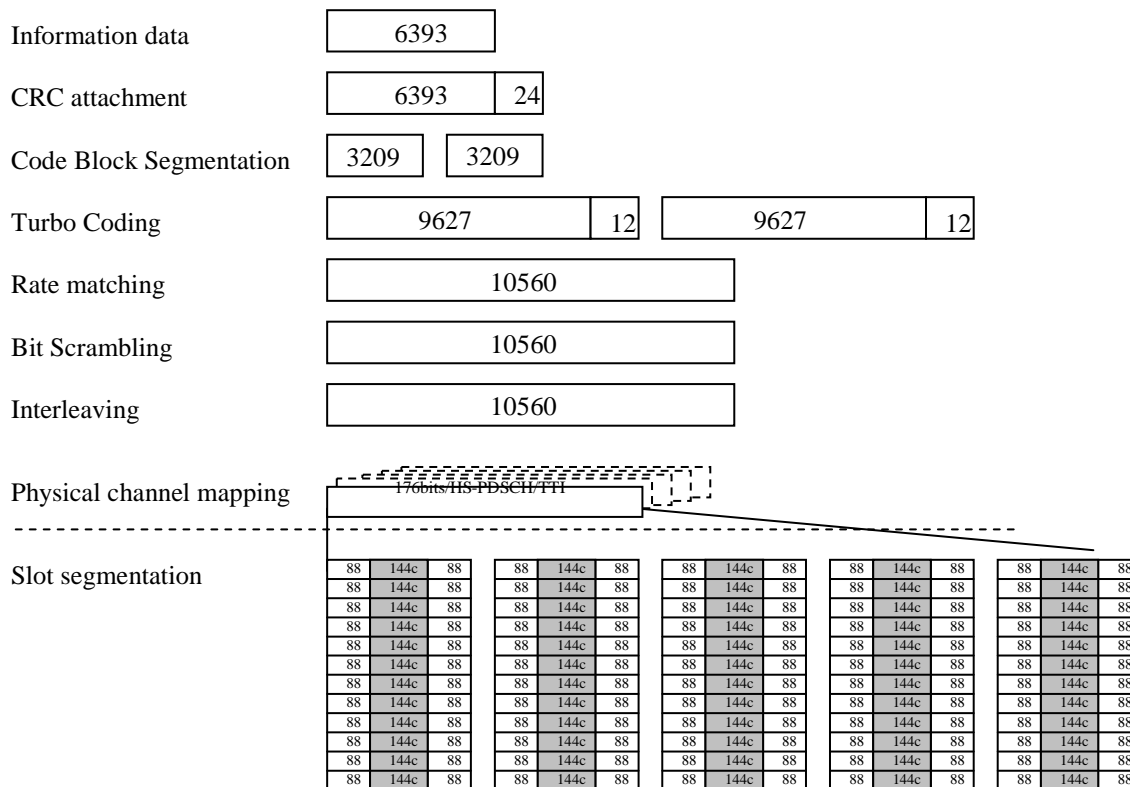 Information data 6393
CRC attachment 6393 24
Code Block Segmentation 3209 3209
Turbo Coding 9627 12 9627 12
Rate matching 10560
Bit Scrambling 10560
Interleaving 10560
Physical channel mapping 176bits/HS-PDSCH/TTI
Slot segmentation
88 144c 88 88 144c 88 88 144c 88 88 144c 88 88 144c 88
88 144c 88 88 144c 88 88 144c 88 88 144c 88 88 144c 88
88 144c 88 88 144c 88 88 144c 88 88 144c 88 88 144c 88
88 144c 88 88 144c 88 88 144c 88 88 144c 88 88 144c 88
88 144c 88 88 144c 88 88 144c 88 88 144c 88 88 144c 88
88 144c 88 88 144c 88 88 144c 88 88 144c 88 88 144c 88
88 144c 88 88 144c 88 88 144c 88 88 144c 88 88 144c 88
88 144c 88 88 144c 88 88 144c 88 88 144c 88 88 144c 88
88 144c 88 88 144c 88 88 144c 88 88 144c 88 88 144c 88
88 144c 88 88 144c 88 88 144c 88 88 144c 88 88 144c 88
88 144c 88 88 144c 88 88 144c 88 88 144c 88 88 144c 88
88 144c 88 88 144c 88 88 144c 88 88 144c 88 88 144c 88